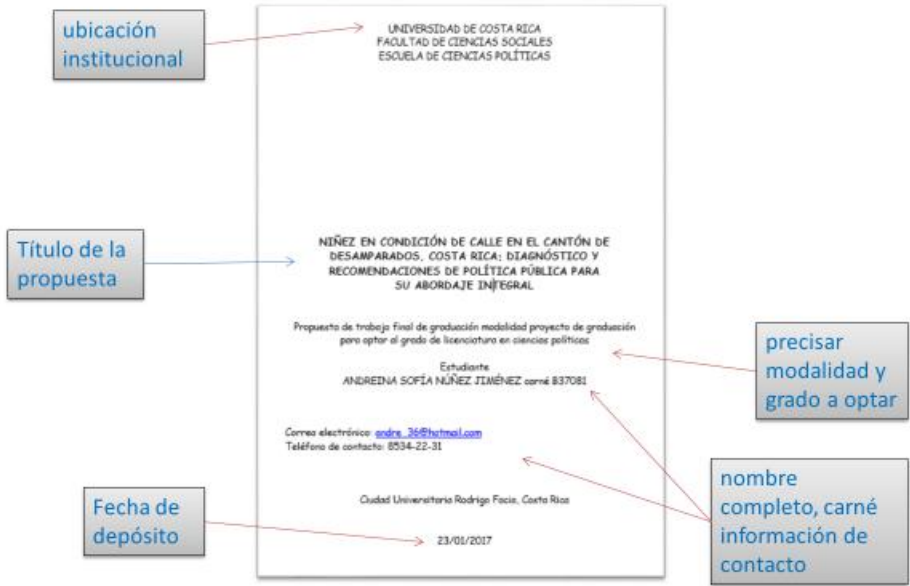 ubicación
institucional
UNIVERSIDAD DE COSTA RICA
FACULTAD DE CIENCIAS SOCIALES
ESCUELA DE CIENCIAS POLÍTICAS
Título de la
propuesta
NIÑEZ EN CONDICIÓN DE CALLE EN EL CANTÓN DE
DESAMPARADOS, COSTA RICA: DIAGNÓSTICO Y
RECOMENDACIONES DE POLÍTICA PÚBLICA PARA
SU ABORDAJE INTEGRAL
Propuesta de trabajo final de graduación modalidad proyecto de graduación
para optar al grado de licenciatura en ciencias políticas
precisar
modalidad y
grado a optar
Estudiante
ANDREINA SOFÍA NÚÑEZ JIMÉNEZ carné B37081
Correo electrónico: andre_36@hotmail.com
Teléfono de contacto: 8534-22-31
nombre
completo, carné
información de
contacto
Ciudad Universitaria Rodrigo Facio, Costa Rica
Fecha de
depósito
23/01/2017